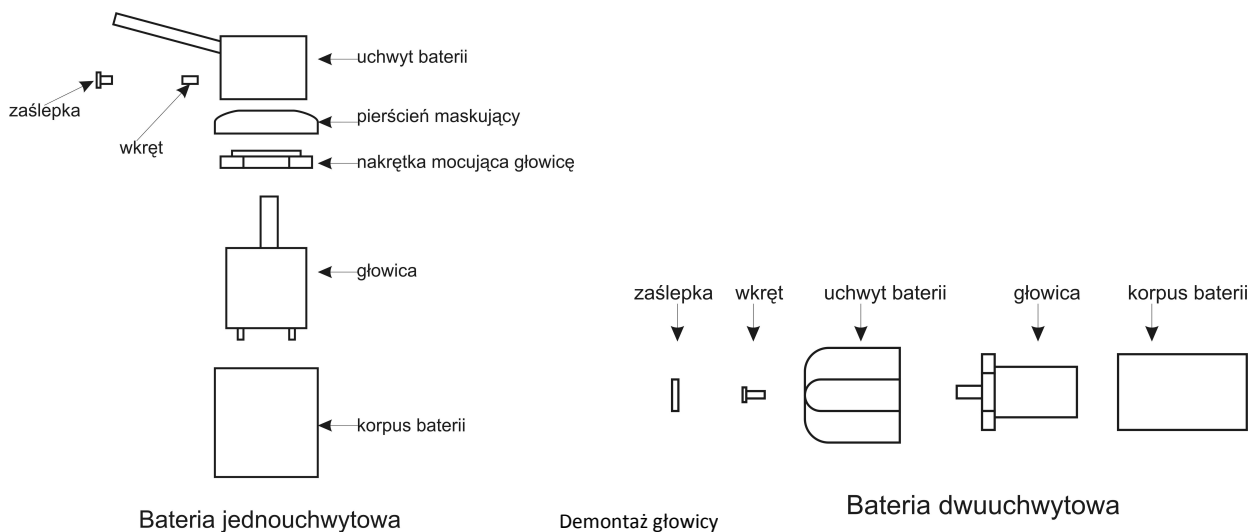 uchwyt baterii
zaślepka
wkręt
pierścień maskujący
nakrętka mocująca głowicę
głowica
korpus baterii
Bateria jednouchwytowa
zaślepka wkręt uchwyt baterii głowica korpus baterii
Bateria dwuuchwytowa
Demontaż głowicy